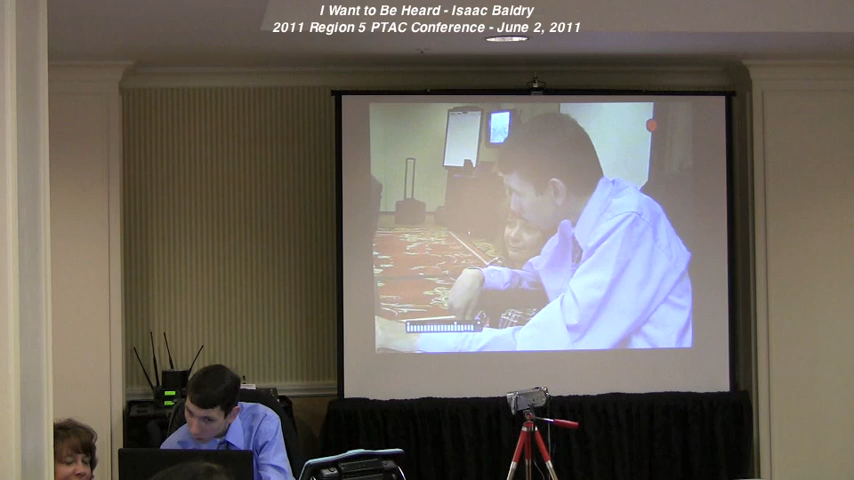 I Want to Be Heard - Isaac Baldry
2011 Region 5 PTAC Conference - June 2, 2011